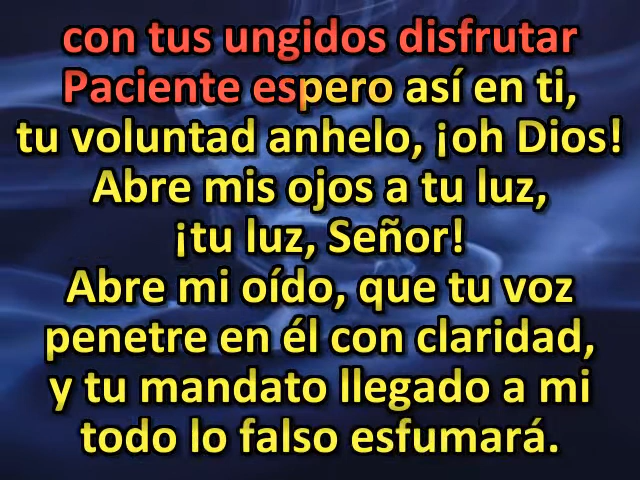 con tus ungidos disfrutar
Paciente espero así en ti,
tu voluntad anhelo, ¡oh Dios!
Abre mis ojos a tu luz,
¡tu luz, Señor!
Abre mi oído, que tu voz
penetre en él con claridad,
y tu mandato llegado a mi
todo lo falso esfumará.